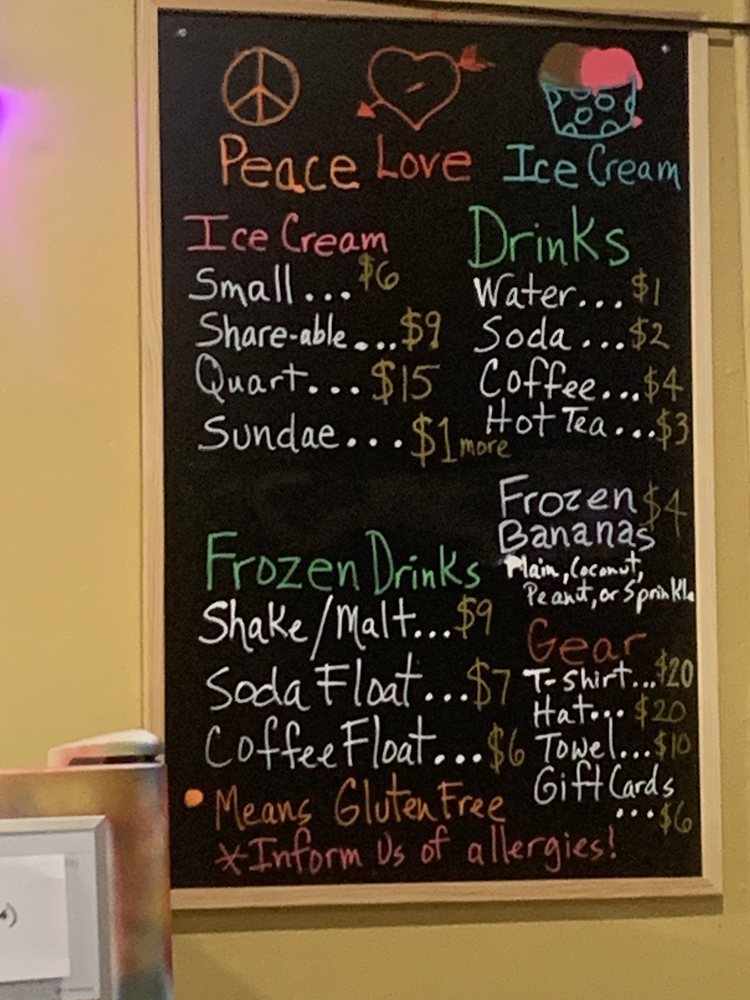 Peace Love Ice Cream
Ice Cream
Small... $6
Share-able.... $9
Quart... $15
Sundae... $1 more
Drinks
Water... $1
Soda ... $2
Coffee... $4
Hot Tea ... $3
Frozen $4
Bananas
Plain, Coconut,
Peanut, or Sprinkle
Frozen Drinks
Shake/Malt... $9
Soda Float... $7
Coffee Float... $6
Gear
T-Shirt... $20
Hat... $20
Towel... $10
Gift Cards
... $6
• Means Gluten Free
*Inform Us of allergies!